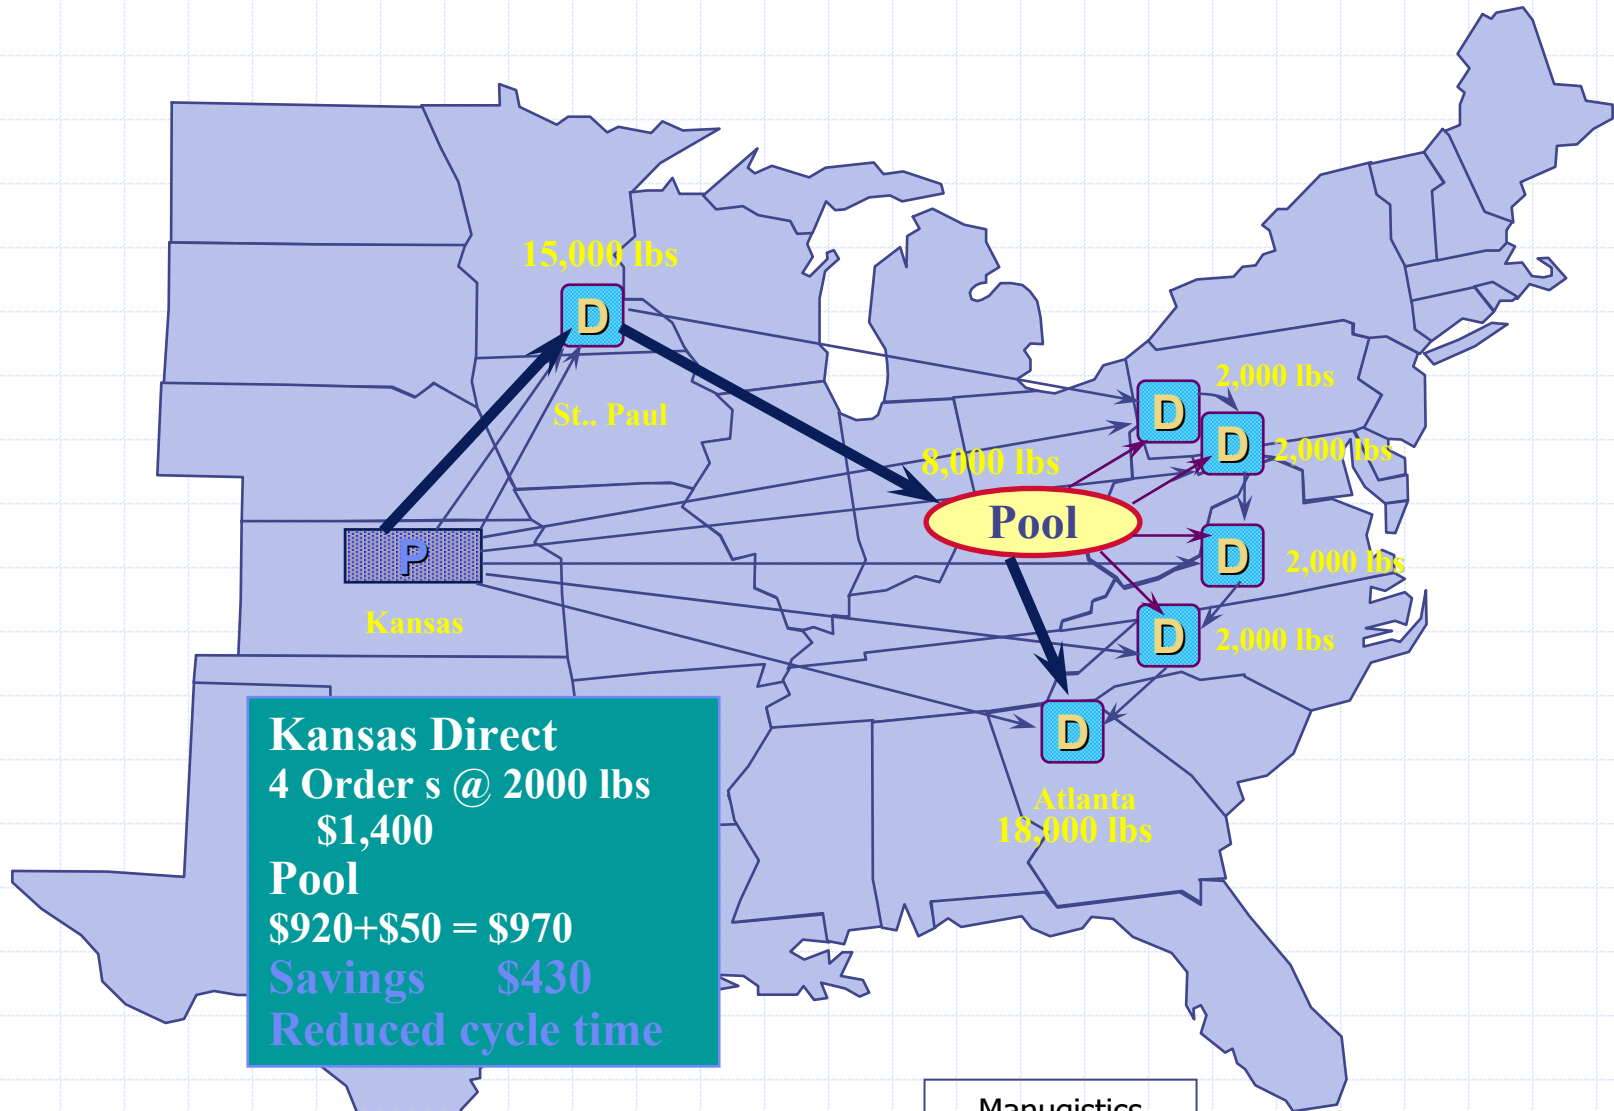 15,000 lbs
D
St.. Paul
D
2,000 lbs
D
2,000 lbs
8,000 lbs
Pool
P
Kansas
D
2,000 lbs
D
2,000 lbs
D
Atlanta
18,000 lbs
Kansas Direct
4 Order s @ 2000 lbs
$1,400
Pool
$920+$50 = $970
Savings $430
Reduced cycle time
Manugistics